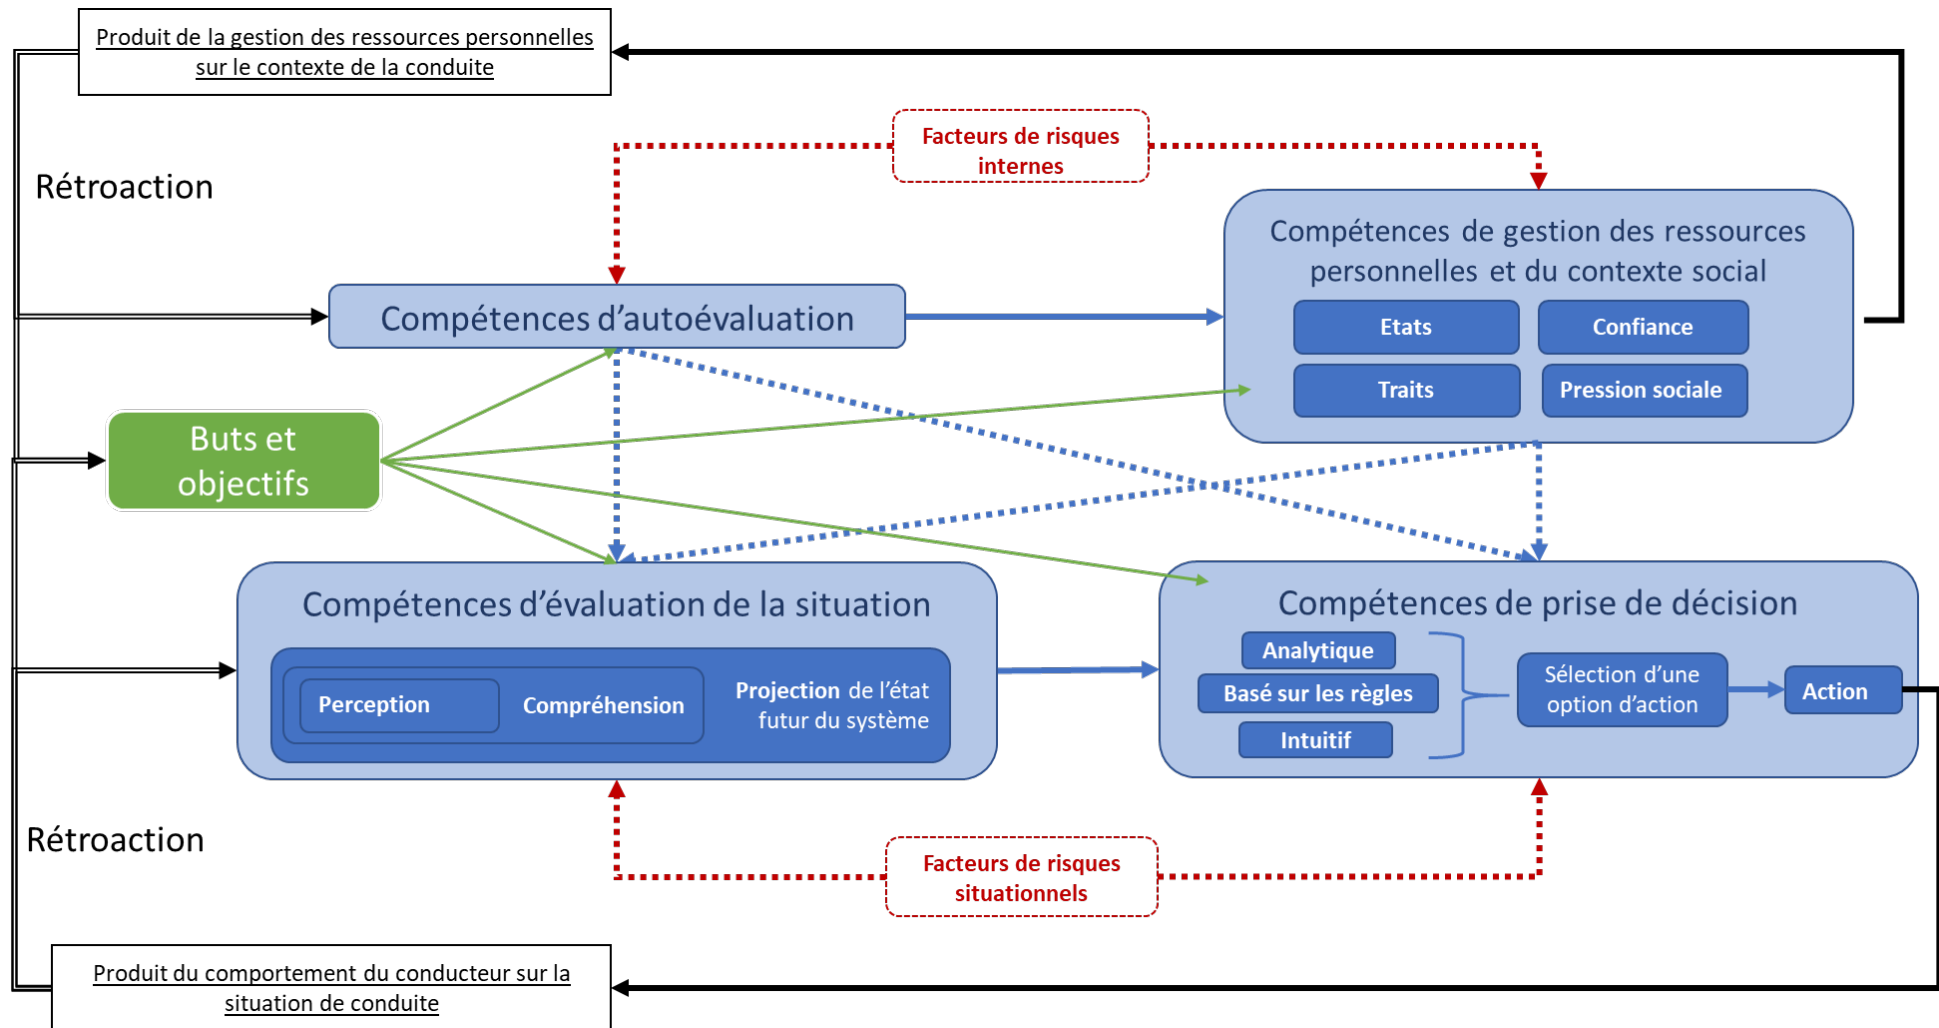 Produit de la gestion des ressources personnelles
sur le contexte de la conduite
Facteurs de risques
internes
Rétroaction
Compétences de gestion des ressources
personnelles et du contexte social
Compétences d'autoévaluation
Etats
Confiance
Traits
Pression sociale
Buts et
objectifs
Compétences d'évaluation de la situation
Perception
Compréhension
Projection de l'état
futur du système
Compétences de prise de décision
Analytique
Basé sur les règles
Intuitif
Sélection d'une
option d'action
Action
Rétroaction
Facteurs de risques
situationnels
Produit du comportement du conducteur sur la
situation de conduite